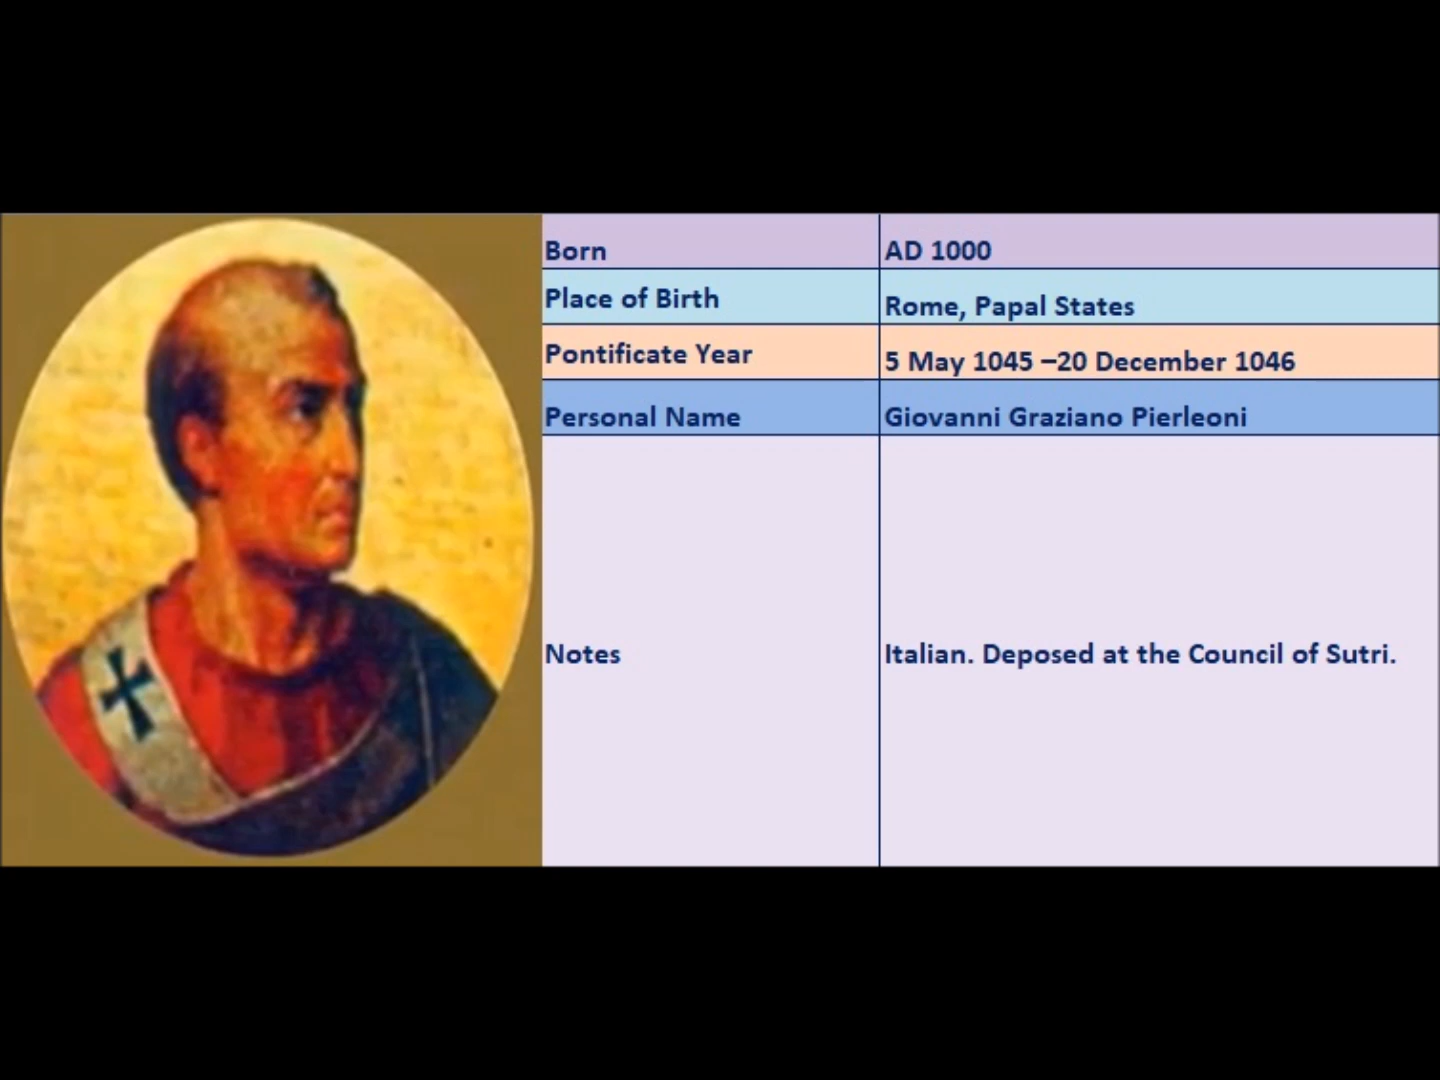 Born AD 1000
Place of Birth Rome, Papal States
Pontificate Year 5 May 1045 –20 December 1046
Personal Name Giovanni Graziano Pierleoni
Notes Italian. Deposed at the Council of Sutri.